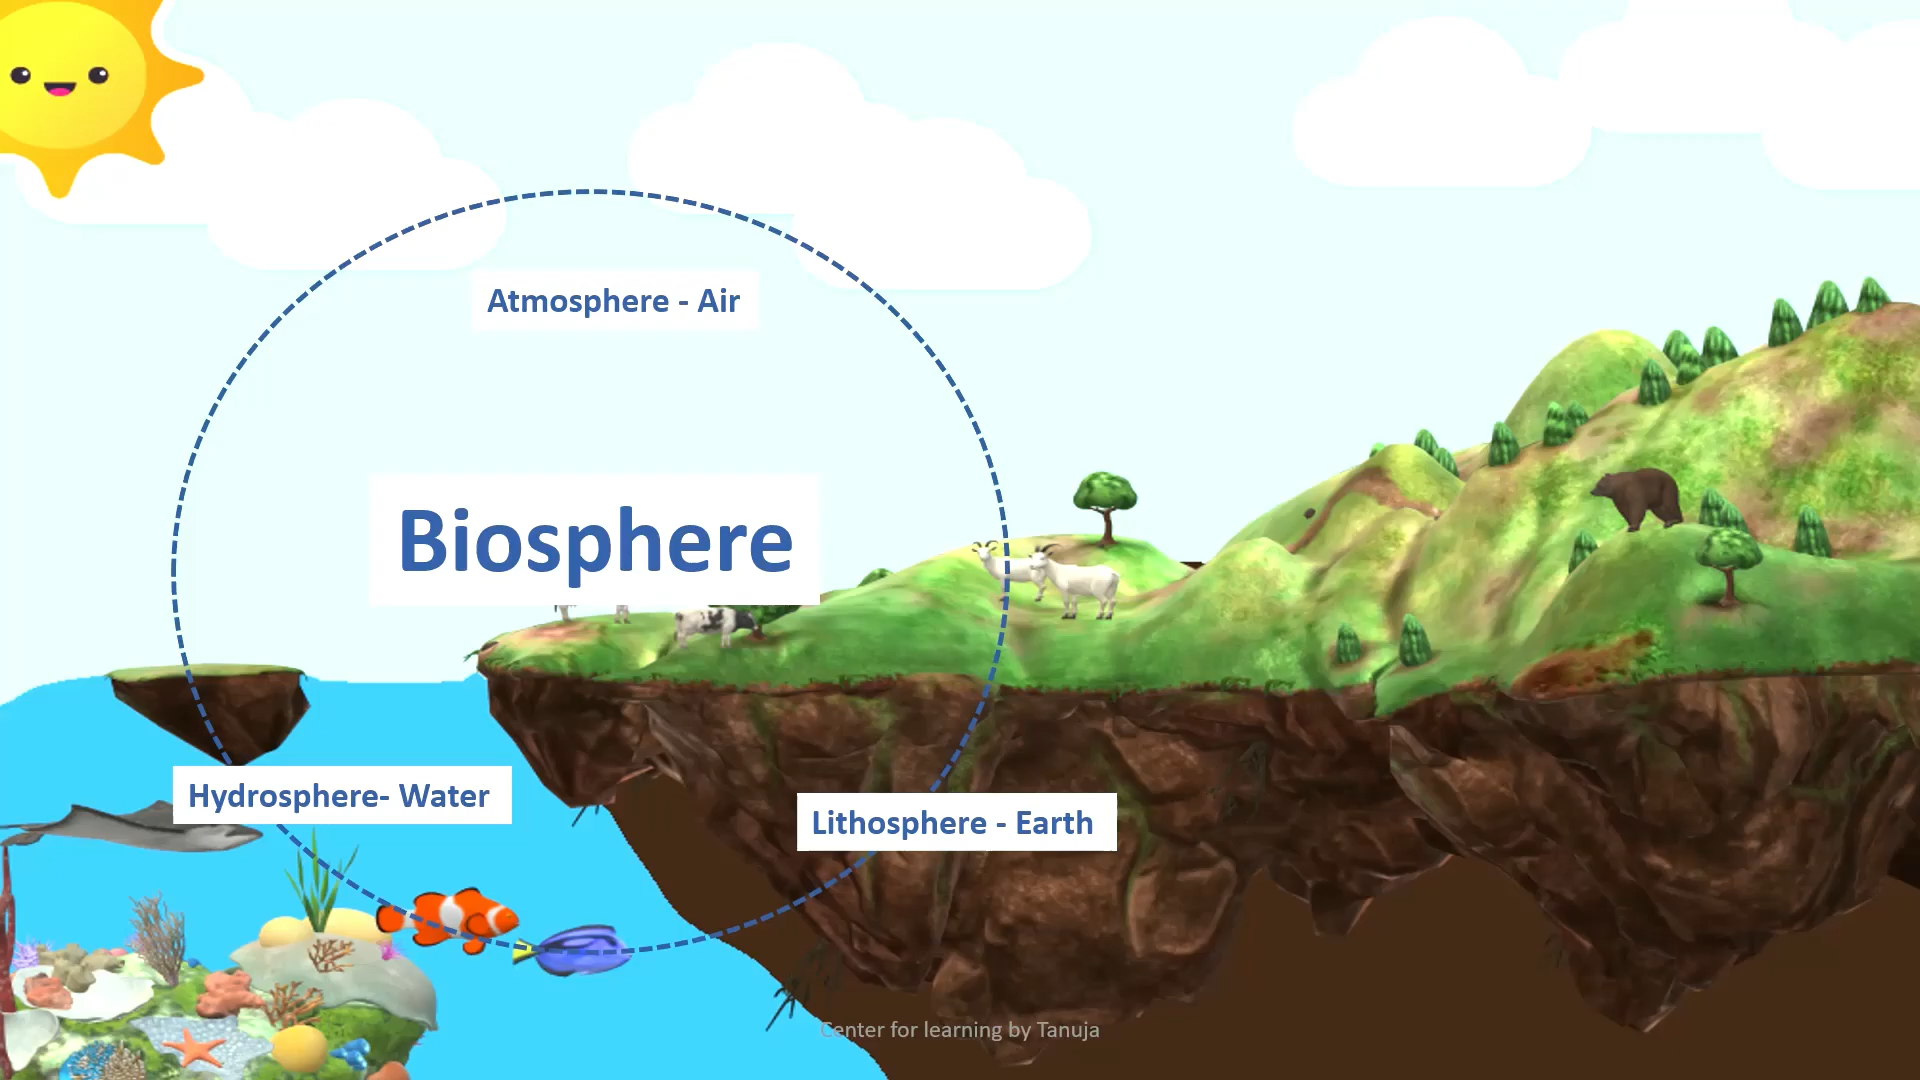 Atmosphere - Air
Biosphere
Hydrosphere- Water
Lithosphere - Earth
Center for learning by Tanuja